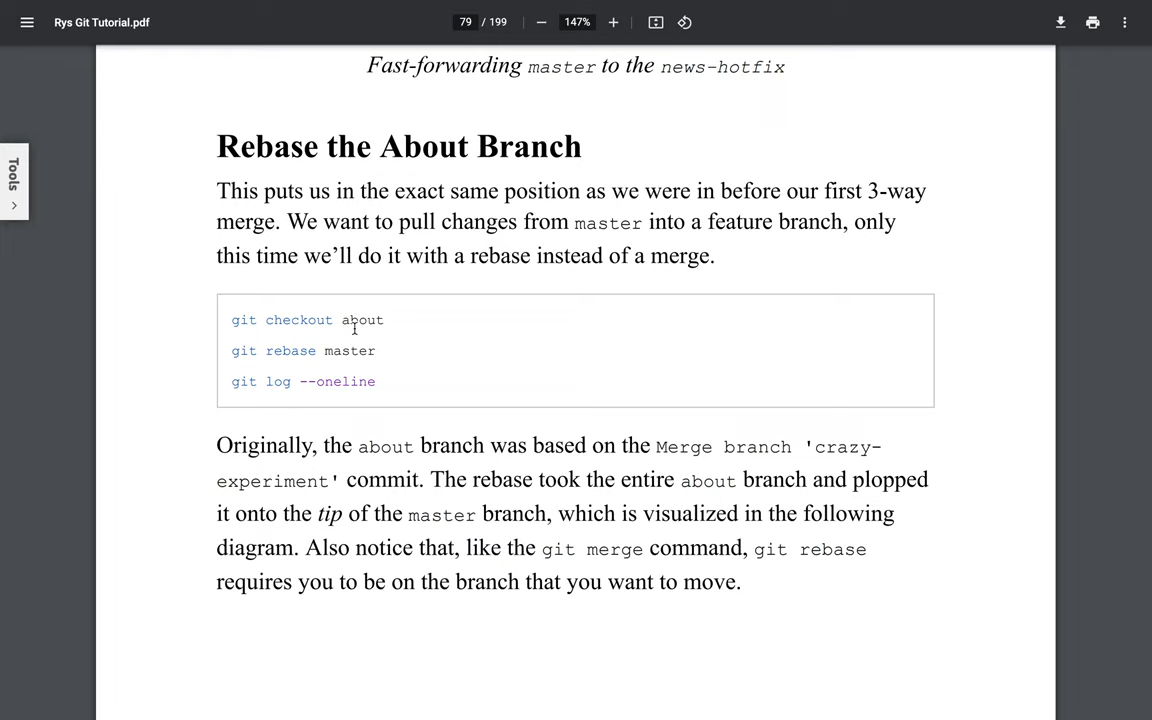 Rys Git Tutorial.pdf
79 / 199
147%
Fast-forwarding master to the news-hotfix
Tools
Rebase the About Branch
This puts us in the exact same position as we were in before our first 3-way
merge. We want to pull changes from master into a feature branch, only
this time we’ll do it with a rebase instead of a merge.
git checkout about
git rebase master
git log --oneline
Originally, the about branch was based on the Merge branch 'crazy-
experiment' commit. The rebase took the entire about branch and plopped
it onto the tip of the master branch, which is visualized in the following
diagram. Also notice that, like the git merge command, git rebase
requires you to be on the branch that you want to move.